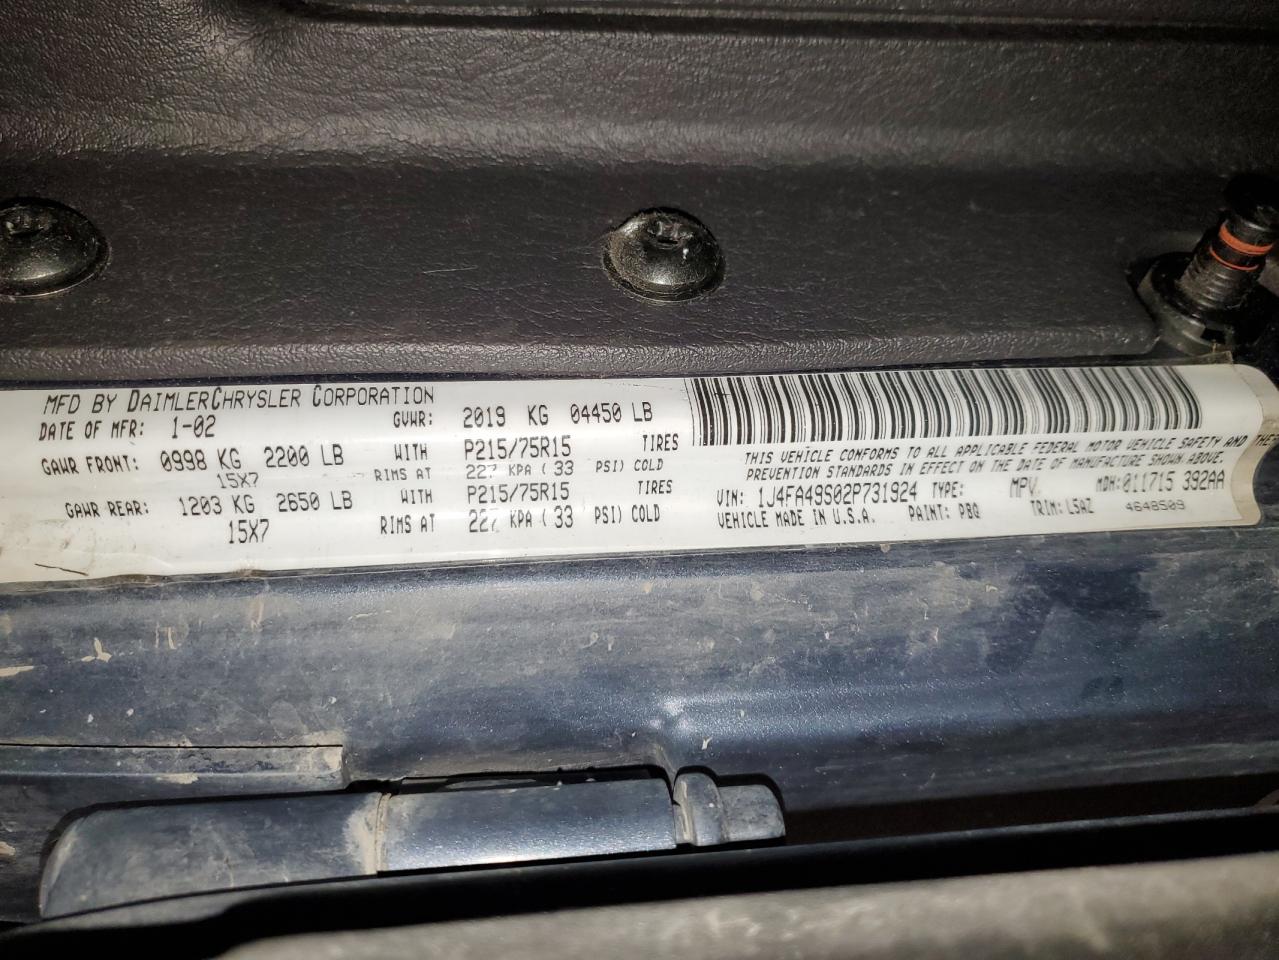 MFD BY DAIMLERCHRYSLER CORPORATION
DATE OF MFR: 1-02 GVWR: 2019 KG 04450 LB
GAWR FRONT: 0998 KG 2200 LB WITH P215/75R15 TIRES
15X7 RIMS AT 227 KPA ( 33 PSI) COLD
GAWR REAR: 1203 KG 2650 LB WITH P215/75R15 TIRES
15X7 RIMS AT 227 KPA ( 33 PSI) COLD
THIS VEHICLE CONFORMS TO ALL APPLICABLE FEDERAL MOTOR VEHICLE SAFETY AND THE
PREVENTION STANDARDS IN EFFECT ON THE DATE OF MANUFACTURE SHOWN ABOVE.
VIN: 1J4FA49S02P731924 TYPE: MPV MDH:011715 392AA
VEHICLE MADE IN U.S.A. PAINT: PBQ TRIM: L5AZ 4648509